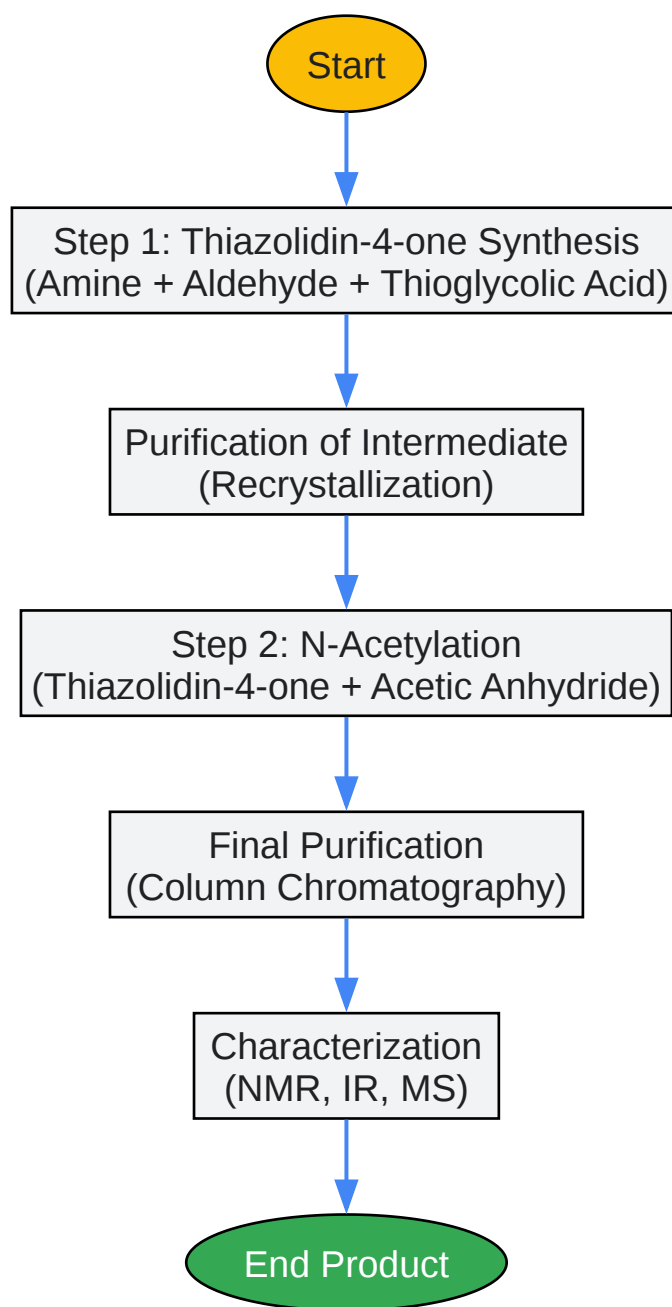 Start
Step 1: Thiazolidin-4-one Synthesis
(Amine + Aldehyde + Thioglycolic Acid)
Purification of Intermediate
(Recrystallization)
Step 2: N-Acetylation
(Thiazolidin-4-one + Acetic Anhydride)
Final Purification
(Column Chromatography)
Characterization
(NMR, IR, MS)
End Product